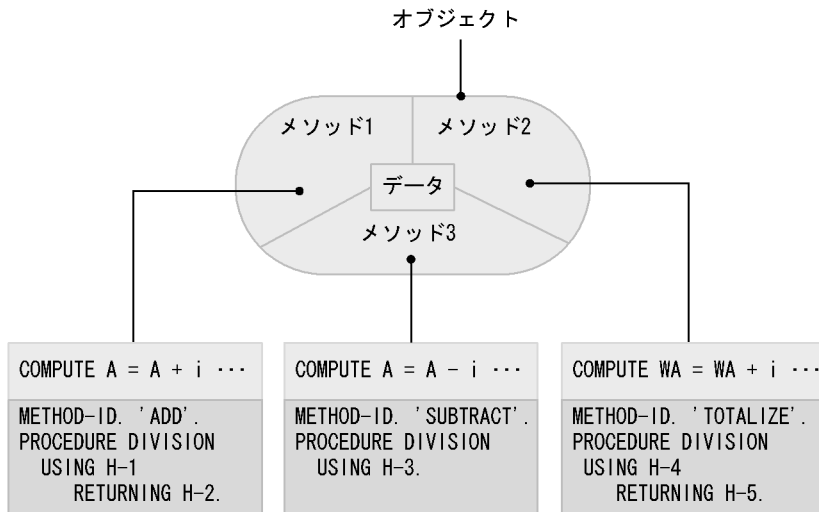 オブジェクト
メソッド1
メソッド2
データ
メソッド3
COMPUTE A = A + i ···
METHOD-ID. 'ADD'.
PROCEDURE DIVISION
USING H-1
RETURNING H-2.
COMPUTE A = A - i ···
METHOD-ID. 'SUBTRACT'.
PROCEDURE DIVISION
USING H-3.
COMPUTE WA = WA + i ···
METHOD-ID. 'TOTALIZE'.
PROCEDURE DIVISION
USING H-4
RETURNING H-5.